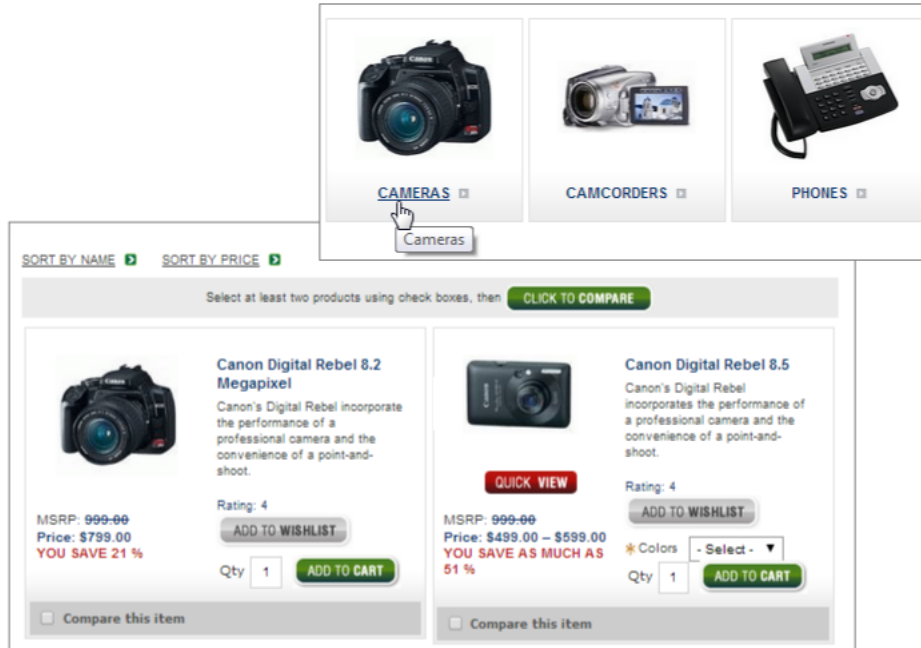 CAMERAS
CAMCORDERS
PHONES
Cameras
SORT BY NAME
SORT BY PRICE
Select at least two products using check boxes, then CLICK TO COMPARE
Canon Digital Rebel 8.2
Megapixel
Canon's Digital Rebel incorporate
the performance of a
professional camera and the
convenience of a point-and-
shoot.
Rating: 4
ADD TO WISHLIST
MSRP: 999.00
Price: $799.00
YOU SAVE 21 %
Qty 1 ADD TO CART
Compare this item
Canon Digital Rebel 8.5
Canon's Digital Rebel
incorporates the performance of
a professional camera and the
convenience of a point-and-
shoot.
QUICK VIEW
Rating: 4
ADD TO WISHLIST
MSRP: 999.00
Price: $499.00 – $599.00
YOU SAVE AS MUCH AS
51 %
*Colors - Select -
Qty 1 ADD TO CART
Compare this item